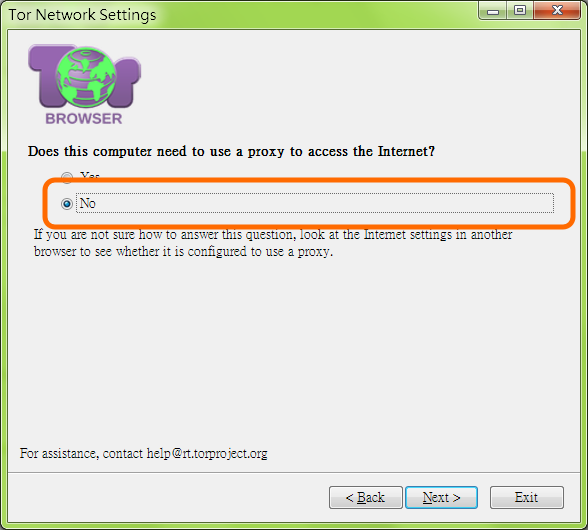 Tor Network Settings
Tor
BROWSER
Does this computer need to use a proxy to access the Internet?
Yes
No
If you are not sure how to answer this question, look at the Internet settings in another
browser to see whether it is configured to use a proxy.
For assistance, contact help@rt.torproject.org
< Back
Next >
Exit